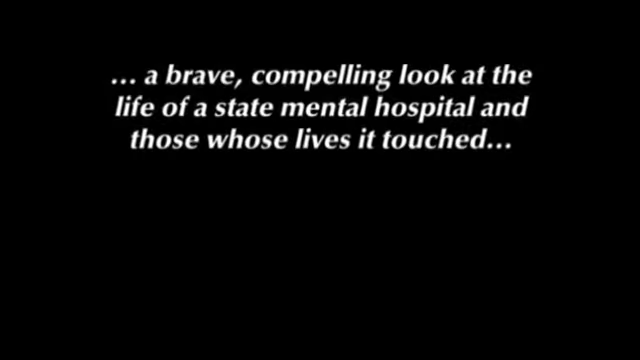 ... a brave, compelling look at the
life of a state mental hospital and
those whose lives it touched...